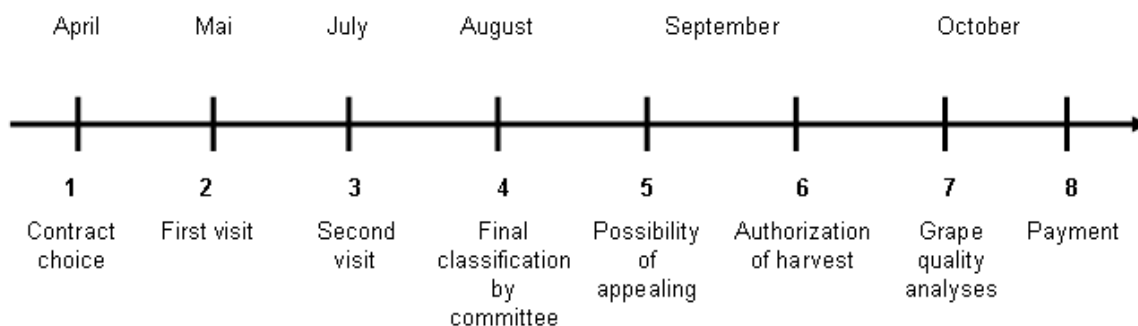 April Mai July August September October
1 2 3 4 5 6 7 8
Contract choice
First visit
Second visit
Final classification by committee
Possibility of appealing
Authorization of harvest
Grape quality analyses
Payment